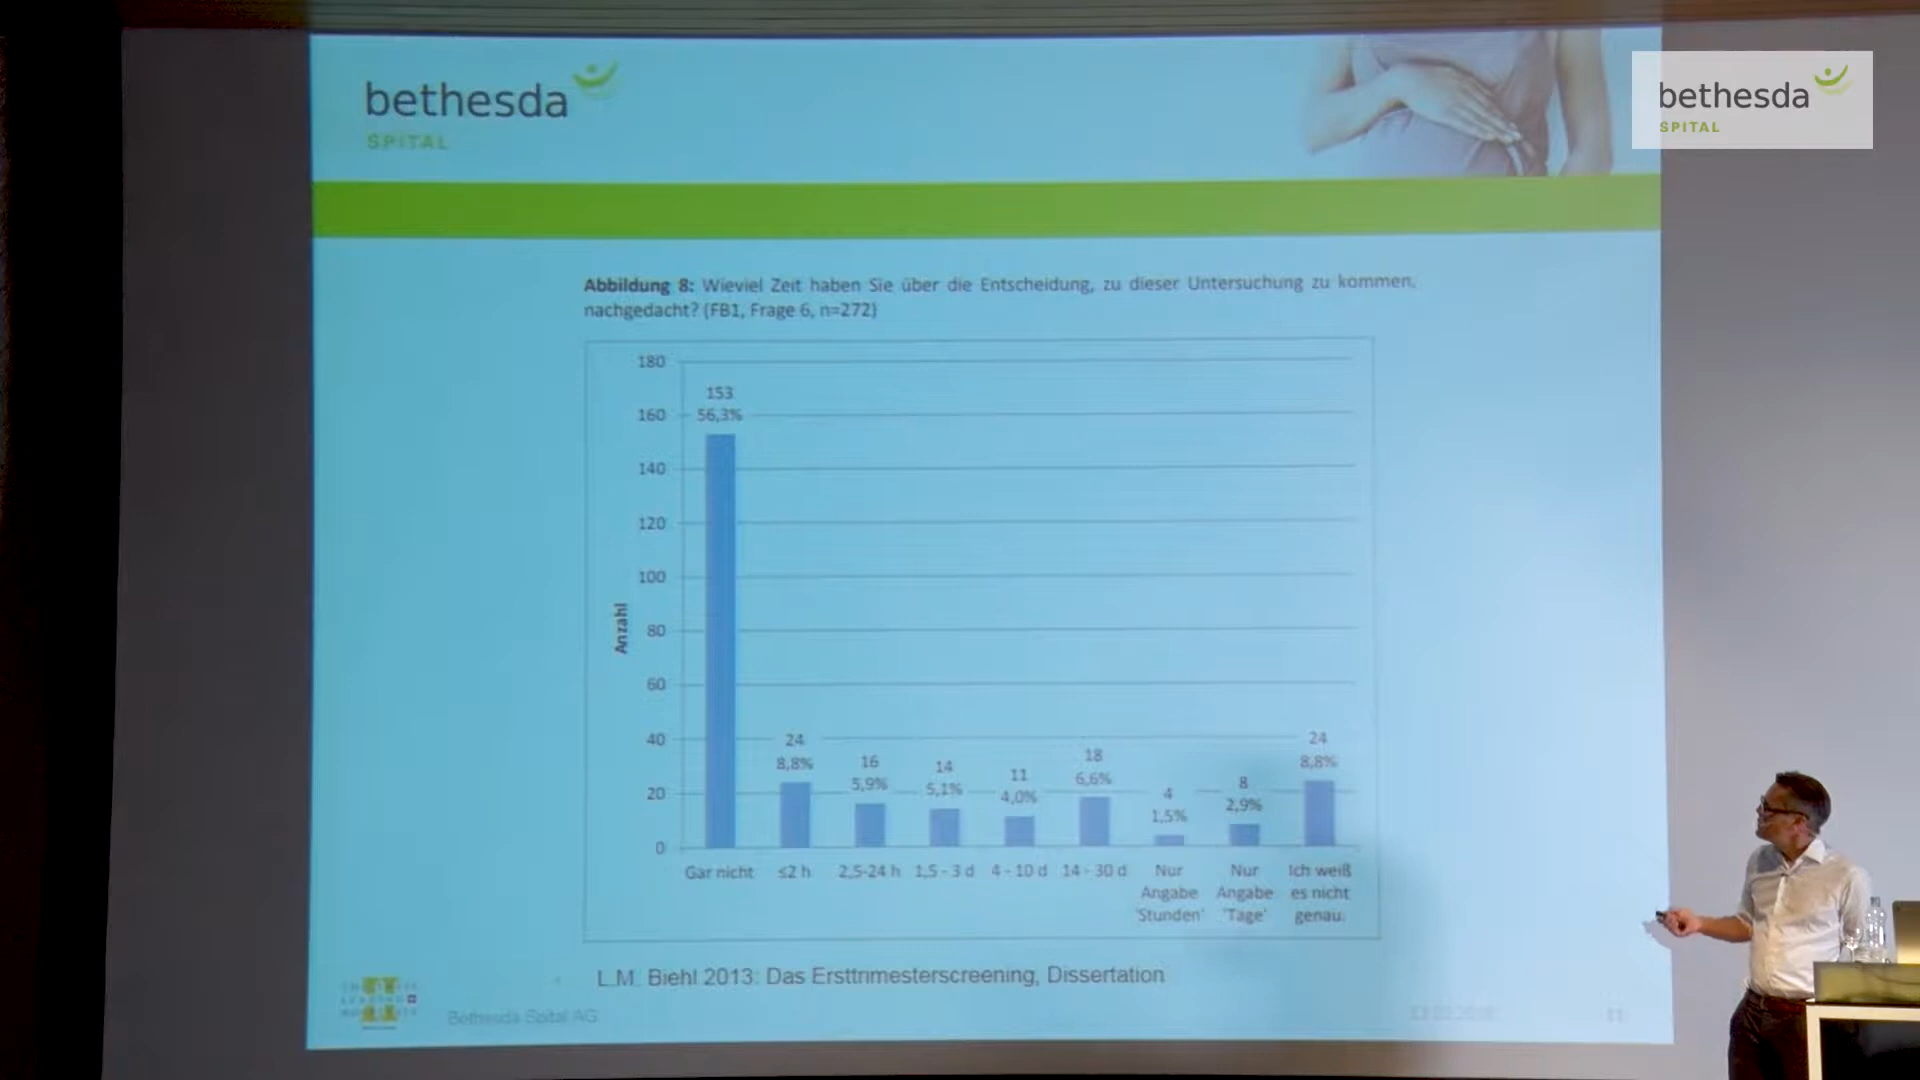 bethesda
SPITAL
bethesda
SPITAL
Abbildung 8: Wieviel Zeit haben Sie über die Entscheidung, zu dieser Untersuchung zu kommen,
nachgedacht? (FB1, Frage 6, n=272)
180
160
140
120
100
80
60
40
20
0
Anzahl
153
56,3%
24
8,8%
16
5,9%
14
5,1%
11
4,0%
18
6,6%
4
1,5%
8
2,9%
24
8,8%
Gar nicht
≤2 h
2,5-24 h
1,5 - 3 d
4 - 10 d
14 - 30 d
Nur
Angabe
'Stunden'
Nur
Angabe
'Tage'
Ich weiß
es nicht
genau.
L.M. Biehl 2013: Das Ersttrimesterscreening, Dissertation
Bethesda Spital AG